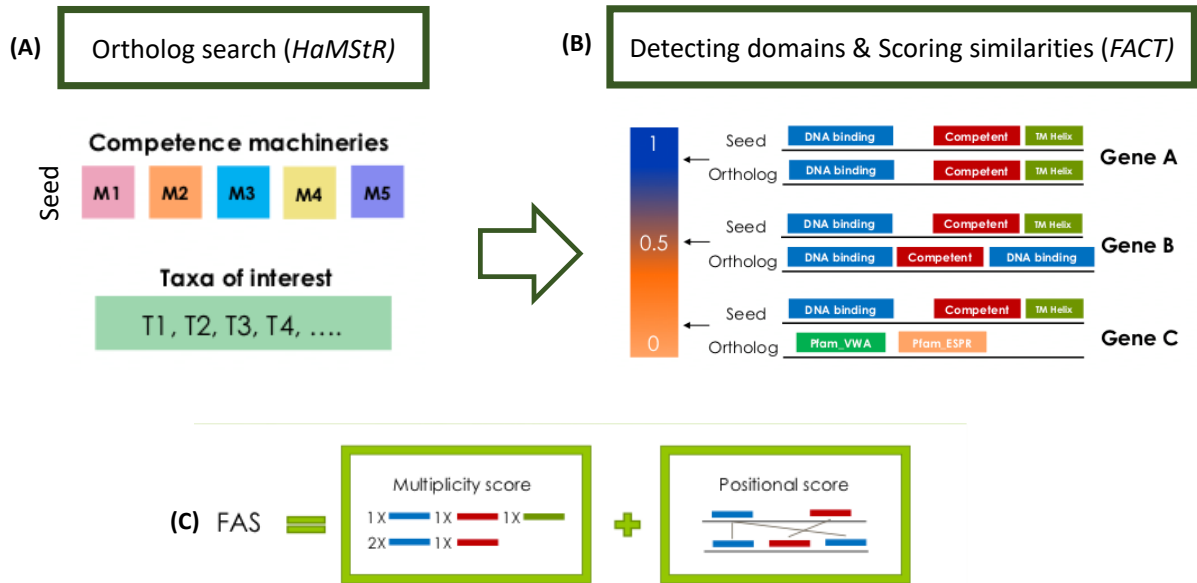 (A)
Ortholog search (HaMStR)
Competence machineries
Seed
M1 M2 M3 M4 M5
Taxa of interest
T1, T2, T3, T4, ....
(B)
Detecting domains & Scoring similarities (FACT)
1
0.5
0
Seed DNA binding Competent TM Helix
Ortholog DNA binding Competent TM Helix
Gene A
Seed DNA binding Competent TM Helix
Ortholog DNA binding Competent DNA binding
Gene B
Seed DNA binding Competent TM Helix
Ortholog Pfam_VWA Pfam_ESPR
Gene C
(C) FAS
Multiplicity score
1X 1X 1X
2X 1X
Positional score